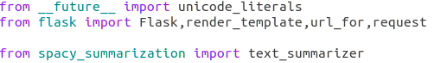 from __future__ import unicode_literals
from flask import Flask,render_template,url_for,request
from spacy_summarization import text_summarizer